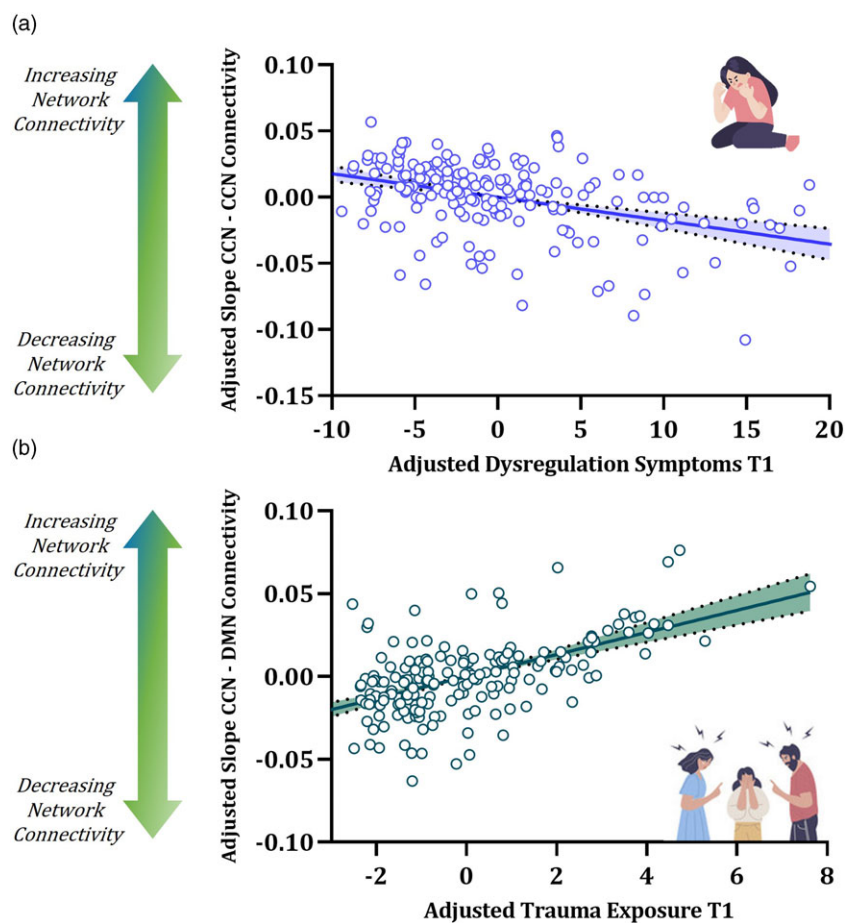 (a)
Increasing
Network
Connectivity
Decreasing
Network
Connectivity
Adjusted Slope CCN - CCN Connectivity
0.10
0.05
0.00
-0.05
-0.10
-0.15
-10 -5 0 5 10 15 20
Adjusted Dysregulation Symptoms T1
(b)
Increasing
Network
Connectivity
Decreasing
Network
Connectivity
Adjusted Slope CCN - DMN Connectivity
0.10
0.05
0.00
-0.05
-0.10
-2 0 2 4 6 8
Adjusted Trauma Exposure T1